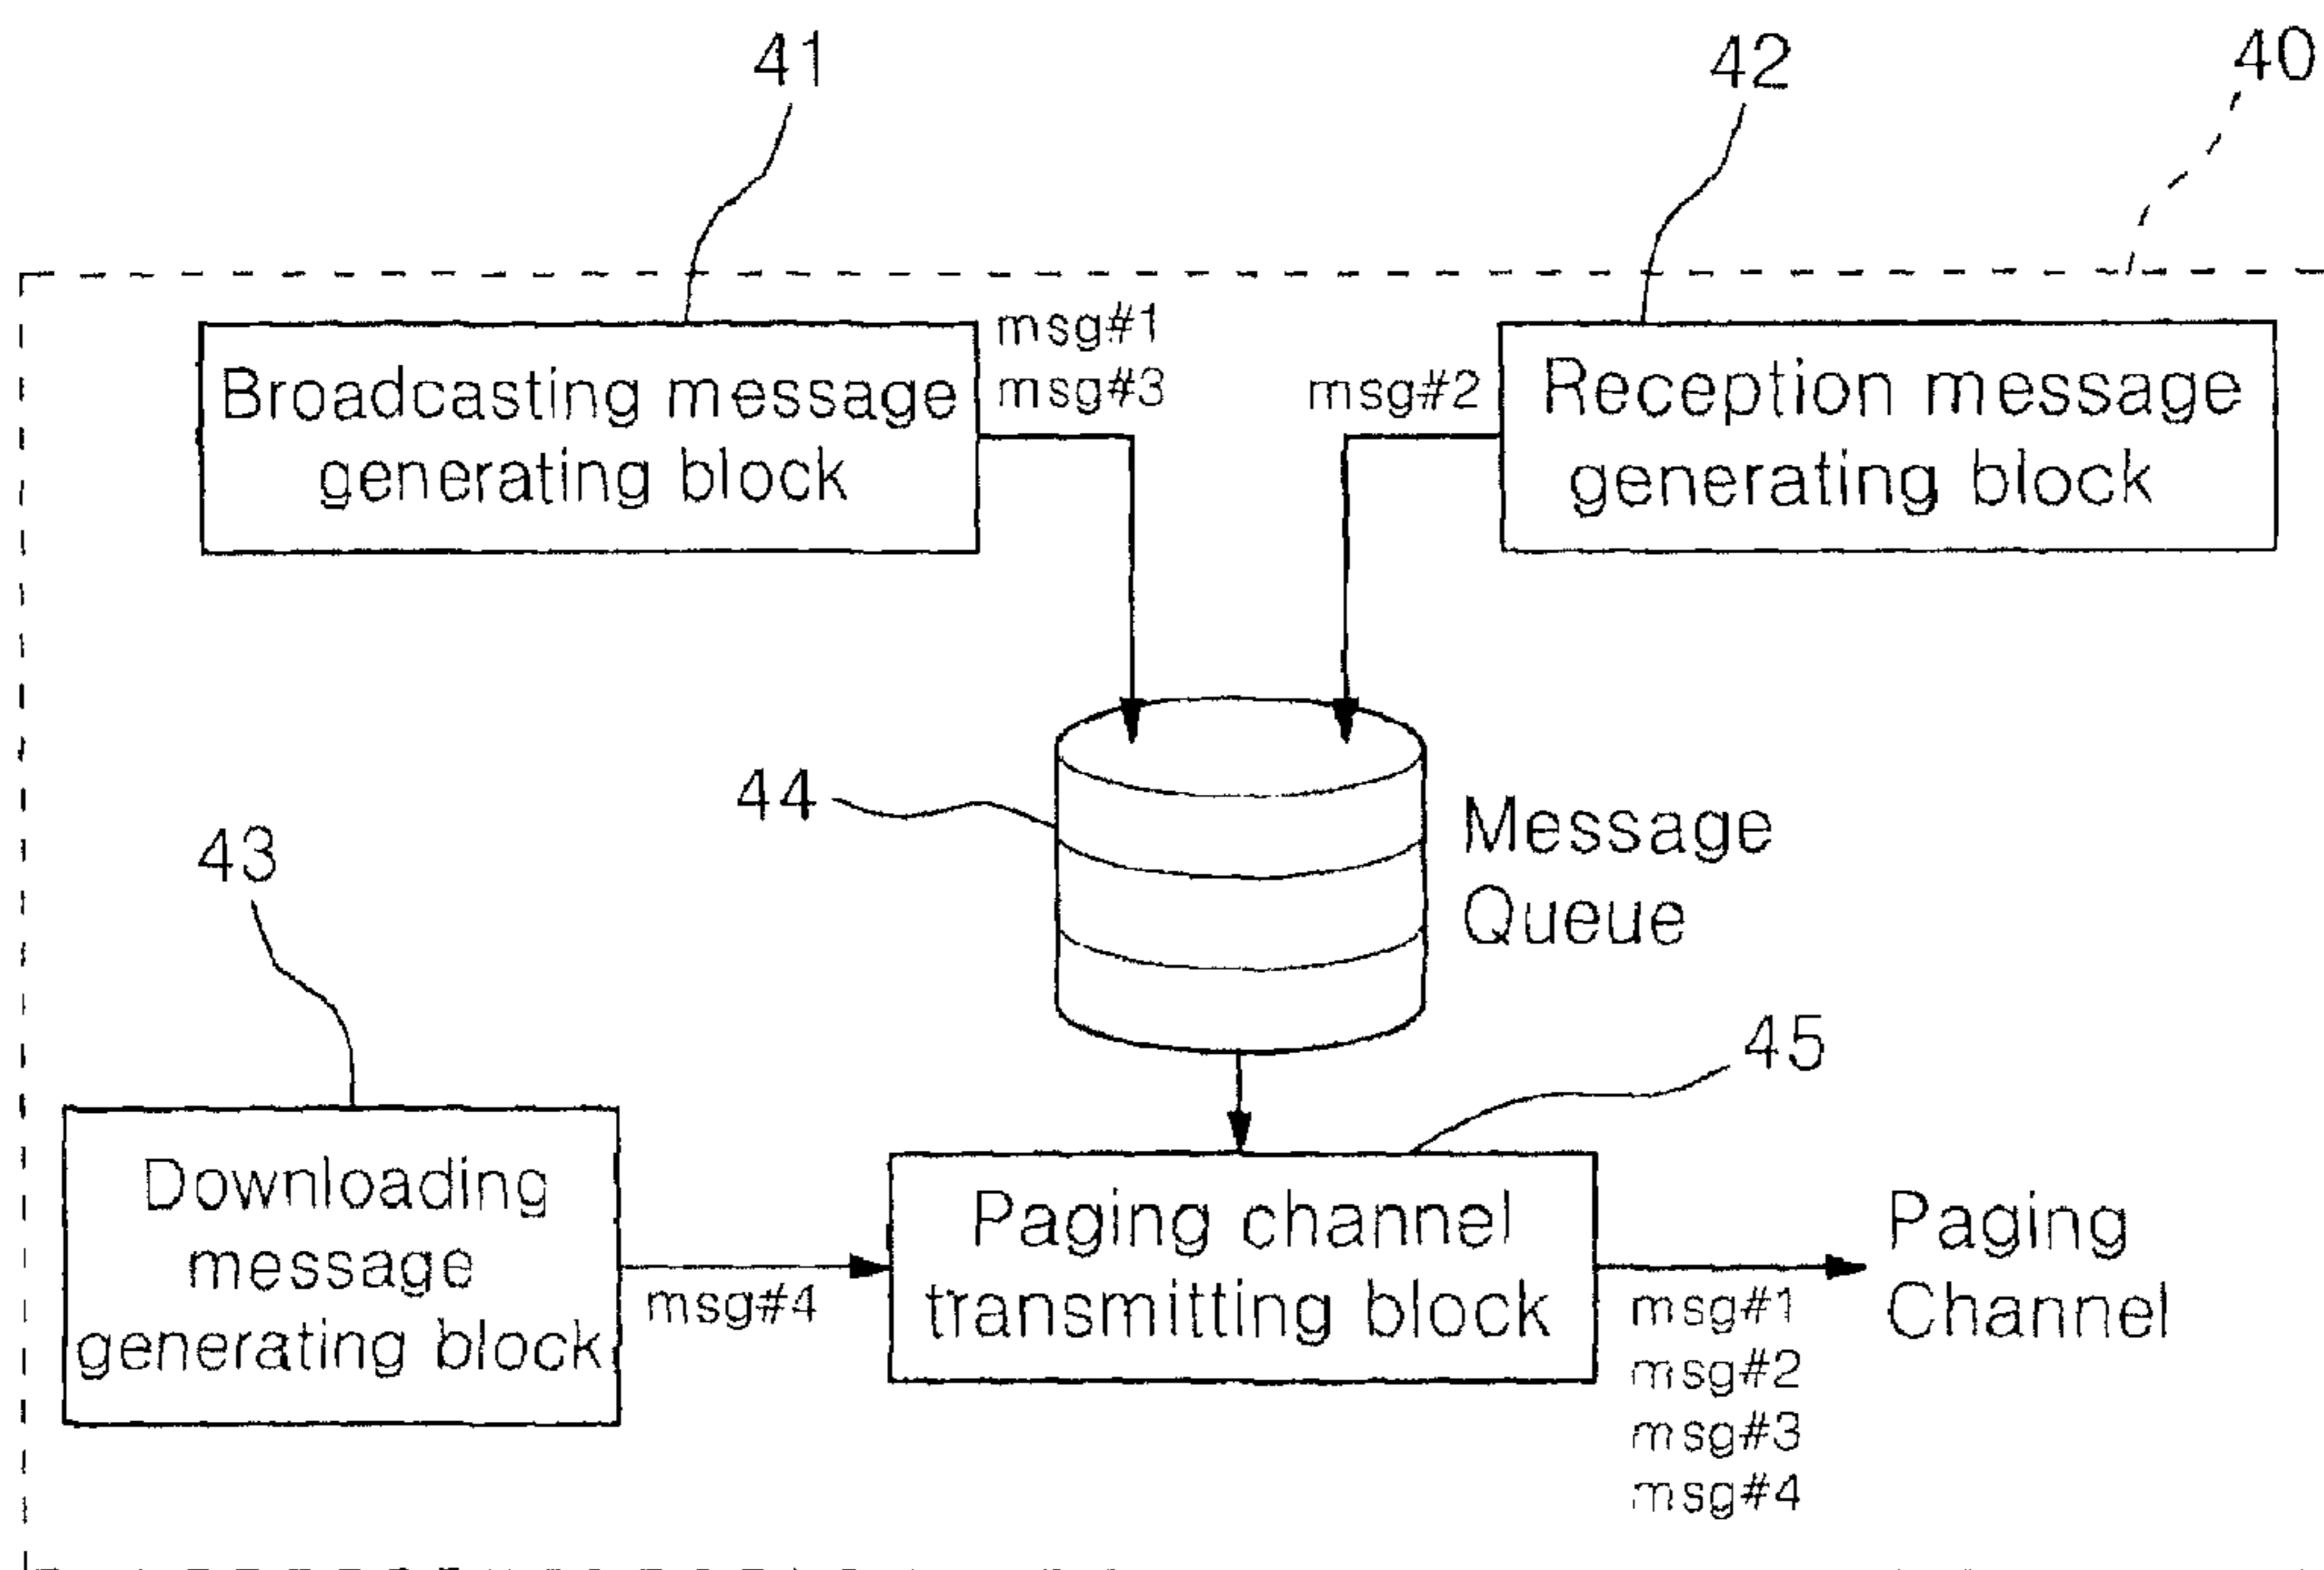 41
42
40
msg#1
msg#3
Broadcasting message
generating block
msg#2
Reception message
generating block
44
Message
Queue
43
45
Downloading
message
generating block
msg#4
Paging channel
transmitting block
msg#1
msg#2
msg#3
msg#4
Paging
Channel